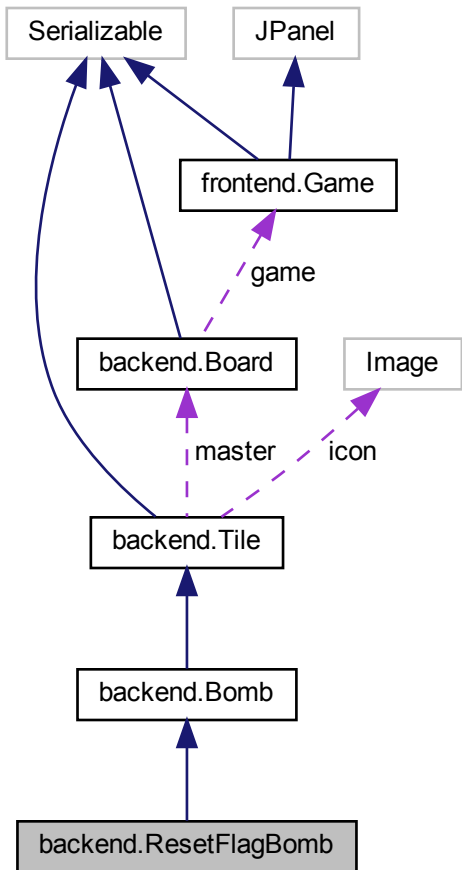 Serializable
JPanel
frontend.Game
game
backend.Board
Image
master
icon
backend.Tile
backend.Bomb
backend.ResetFlagBomb